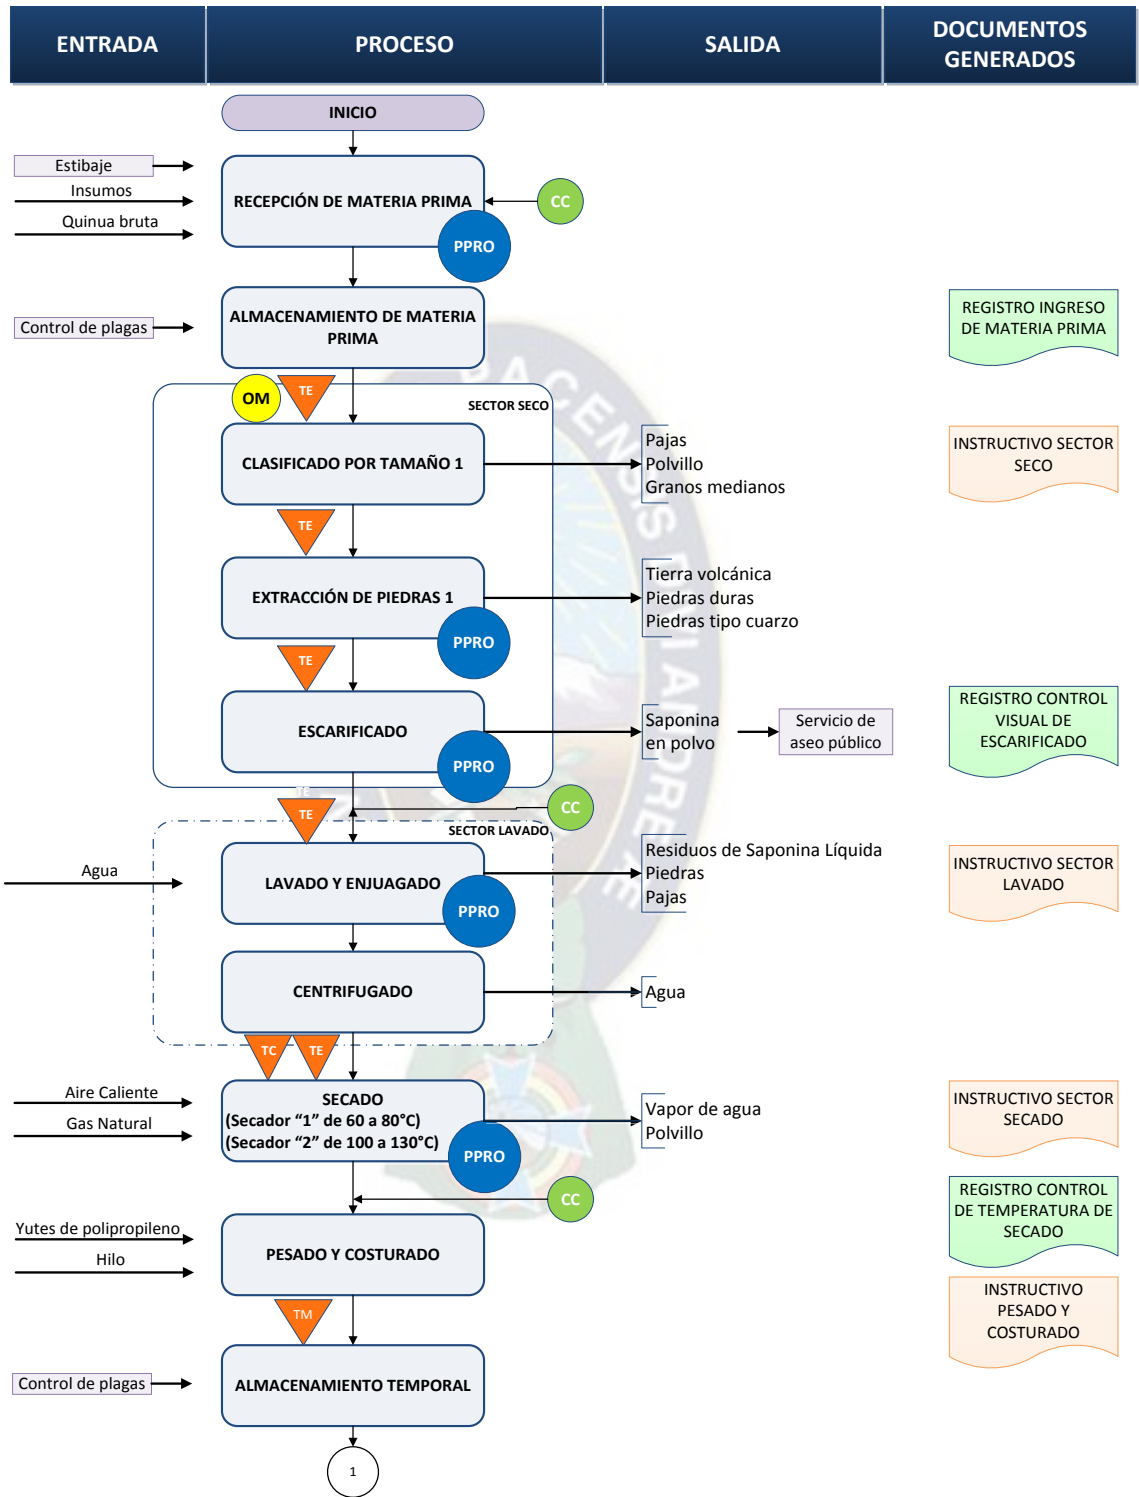 ENTRADA
PROCESO
SALIDA
DOCUMENTOS
GENERADOS
INICIO
Estibaje
Insumos
Quinua bruta
RECEPCIÓN DE MATERIA PRIMA
CC
PPRO
Control de plagas
ALMACENAMIENTO DE MATERIA
PRIMA
REGISTRO INGRESO
DE MATERIA PRIMA
OM
TE
SECTOR SECO
CLASIFICADO POR TAMAÑO 1
Pajas
Polvillo
Granos medianos
INSTRUCTIVO SECTOR
SECO
TE
EXTRACCIÓN DE PIEDRAS 1
PPRO
Tierra volcánica
Piedras duras
Piedras tipo cuarzo
TE
ESCARIFICADO
PPRO
Saponina
en polvo
Servicio de
aseo público
REGISTRO CONTROL
VISUAL DE
ESCARIFICADO
TE
TE
CC
SECTOR LAVADO
Agua
LAVADO Y ENJUAGADO
PPRO
Residuos de Saponina Líquida
Piedras
Pajas
INSTRUCTIVO SECTOR
LAVADO
CENTRIFUGADO
Agua
TC
TE
Aire Caliente
Gas Natural
SECADO
(Secador “1” de 60 a 80°C)
(Secador “2” de 100 a 130°C)
PPRO
Vapor de agua
Polvillo
INSTRUCTIVO SECTOR
SECADO
CC
REGISTRO CONTROL
DE TEMPERATURA DE
SECADO
Yutes de polipropileno
Hilo
PESADO Y COSTURADO
INSTRUCTIVO
PESADO Y
COSTURADO
TM
Control de plagas
ALMACENAMIENTO TEMPORAL
1